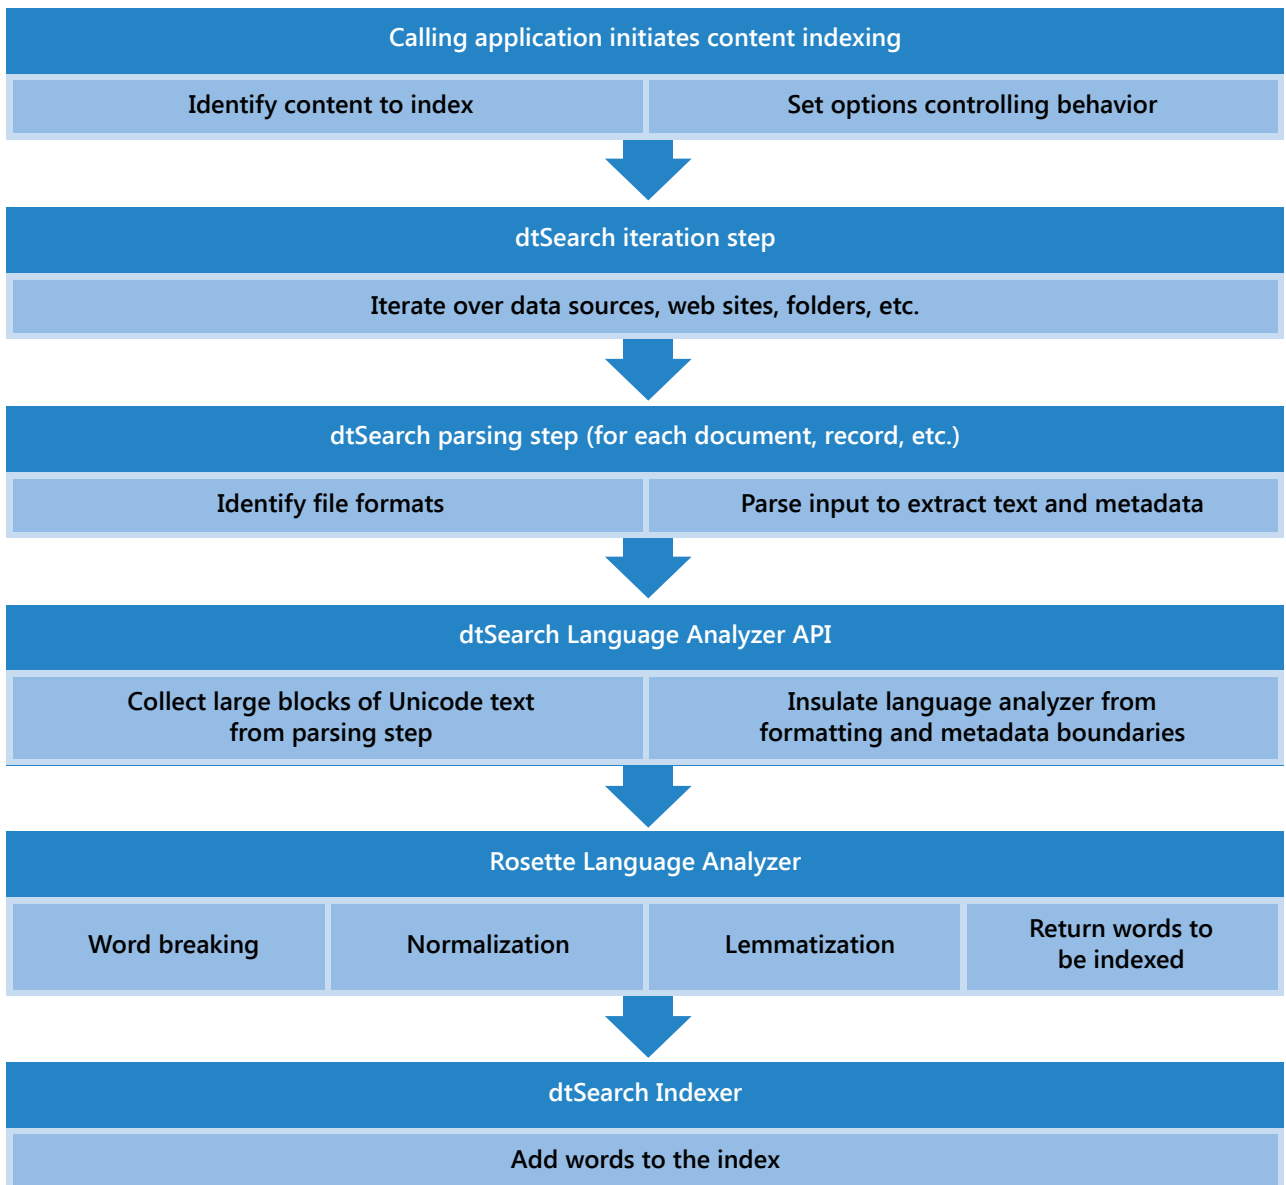 Calling application initiates content indexing
Identify content to index
Set options controlling behavior
dtSearch iteration step
Iterate over data sources, web sites, folders, etc.
dtSearch parsing step (for each document, record, etc.)
Identify file formats
Parse input to extract text and metadata
dtSearch Language Analyzer API
Collect large blocks of Unicode text
from parsing step
Insulate language analyzer from
formatting and metadata boundaries
Rosette Language Analyzer
Word breaking
Normalization
Lemmatization
Return words to
be indexed
dtSearch Indexer
Add words to the index